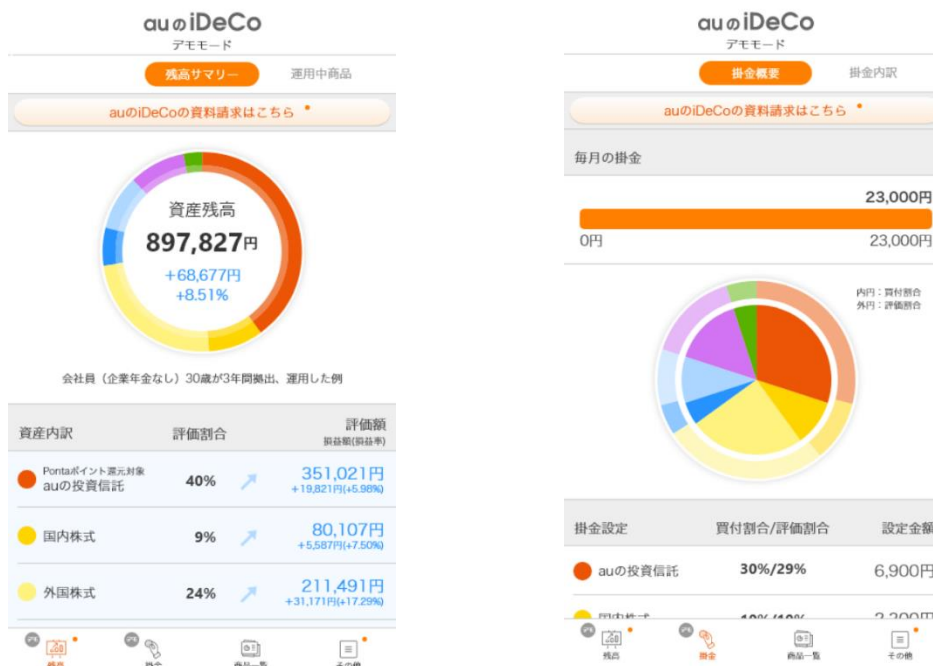 auのiDeCo
デモモード
残高サマリー 運用中商品
auのiDeCoの資料請求はこちら
資産残高
897,827円
+68,677円
+8.51%
会社員（企業年金なし）30歳が3年間拠出、運用した例
資産内訳 評価割合 評価額
損益額(損益率)
Pontaポイント還元対象
auの投資信託 40% 351,021円
+19,821円(+5.98%)
国内株式 9% 80,107円
+5,587円(+7.50%)
外国株式 24% 211,491円
+31,171円(+17.29%)
残高 掛金 商品一覧 その他
auのiDeCo
デモモード
掛金概要 掛金内訳
auのiDeCoの資料請求はこちら
毎月の掛金
23,000円
0円 23,000円
内円：買付割合
外円：評価割合
掛金設定 買付割合/評価割合 設定金額
auの投資信託 30%/29% 6,900円
国内株式
残高 掛金 商品一覧 その他